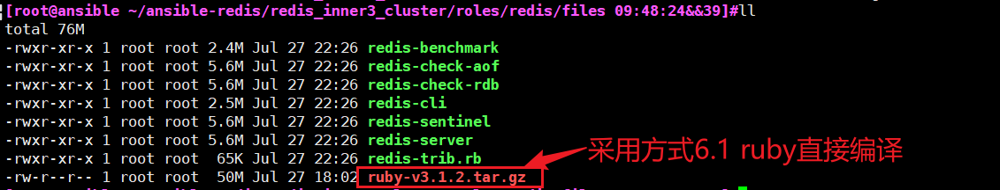 [root@ansible ~/ansible-redis/redis_inner3_cluster/roles/redis/files 09:48:24&&39]#ll
total 76M
-rwxr-xr-x 1 root root 2.4M Jul 27 22:26 redis-benchmark
-rwxr-xr-x 1 root root 5.6M Jul 27 22:26 redis-check-aof
-rwxr-xr-x 1 root root 5.6M Jul 27 22:26 redis-check-rdb
-rwxr-xr-x 1 root root 2.5M Jul 27 22:26 redis-cli
-rwxr-xr-x 1 root root 5.6M Jul 27 22:26 redis-sentinel
-rwxr-xr-x 1 root root 5.6M Jul 27 22:26 redis-server
-rwxr-xr-x 1 root root  65K Jul 27 22:26 redis-trib.rb
-rw-r--r-- 1 root root  50M Jul 27 18:02 ruby-v3.1.2.tar.gz
采用方式6.1 ruby直接编译